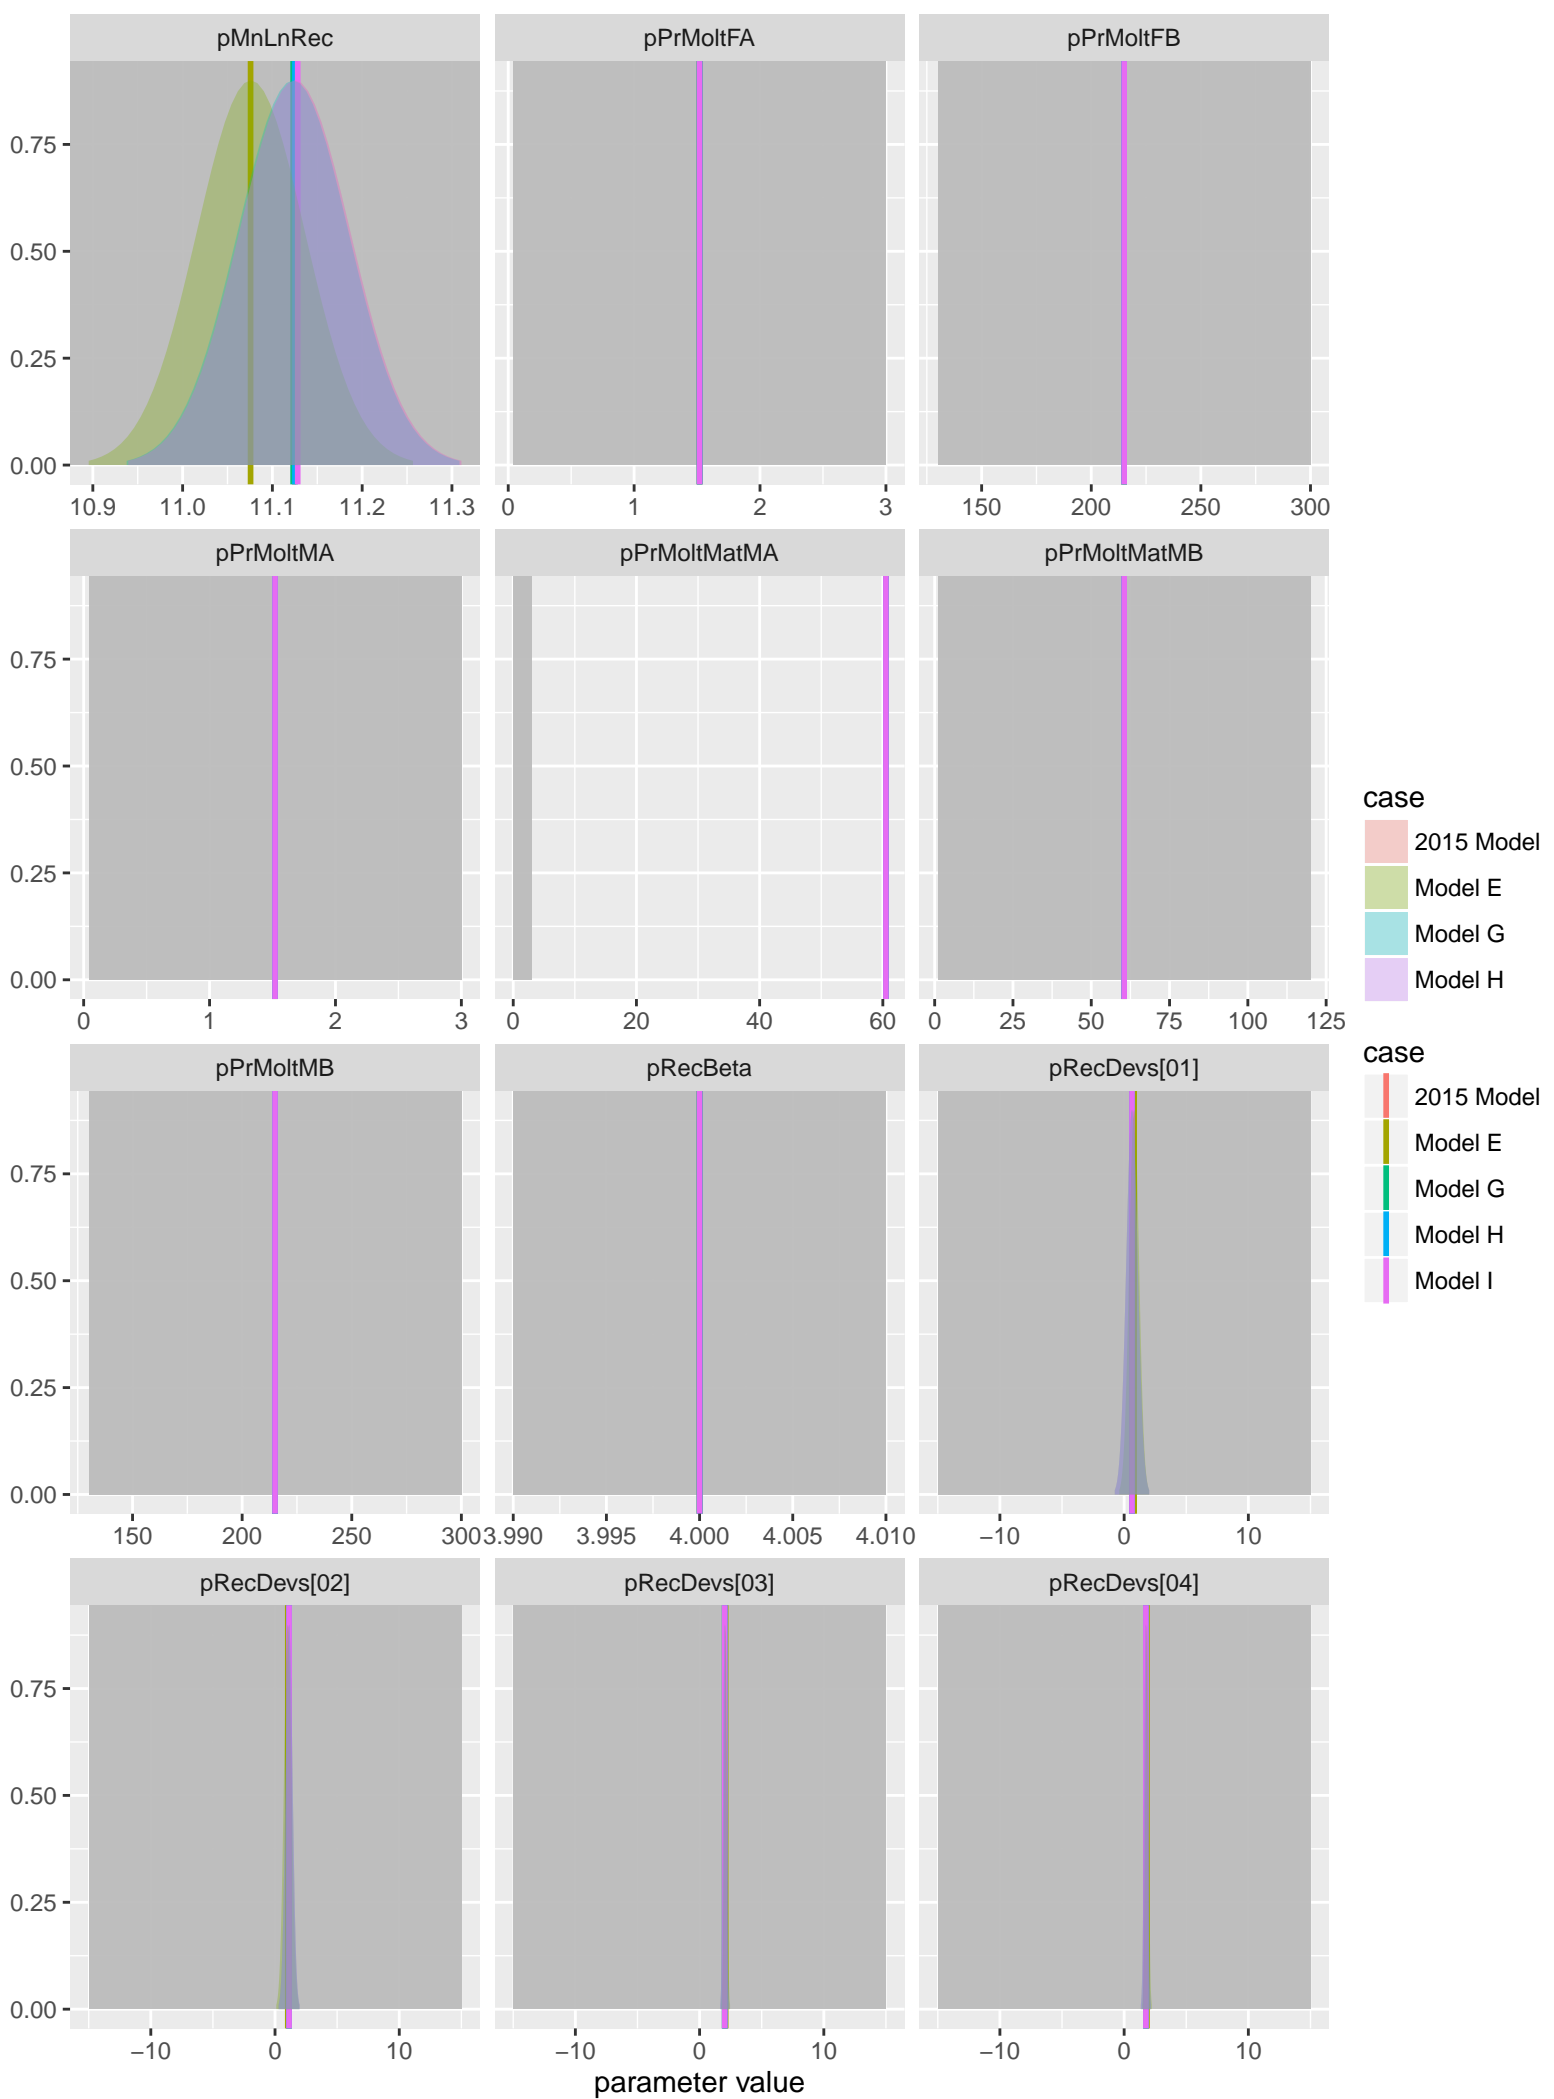 pMnLnRec pPrMoltFA pPrMoltFB
0.75
0.50
0.25
0.00
10.9 11.0 11.1 11.2 11.3 0 1 2 3 150 200 250 300
pPrMoltMA pPrMoltMatMA pPrMoltMatMB
0.75
0.50
0.25
0.00
0 1 2 3 0 20 40 60 0 25 50 75 100 125
pPrMoltMB pRecBeta pRecDevs[01]
0.75
0.50
0.25
0.00
150 200 250 300 3.990 3.995 4.000 4.005 4.010 −10 0 10
pRecDevs[02] pRecDevs[03] pRecDevs[04]
0.75
0.50
0.25
0.00
−10 0 10 −10 0 10 −10 0 10
parameter value
case
2015 Model
Model E
Model G
Model H
case
2015 Model
Model E
Model G
Model H
Model I